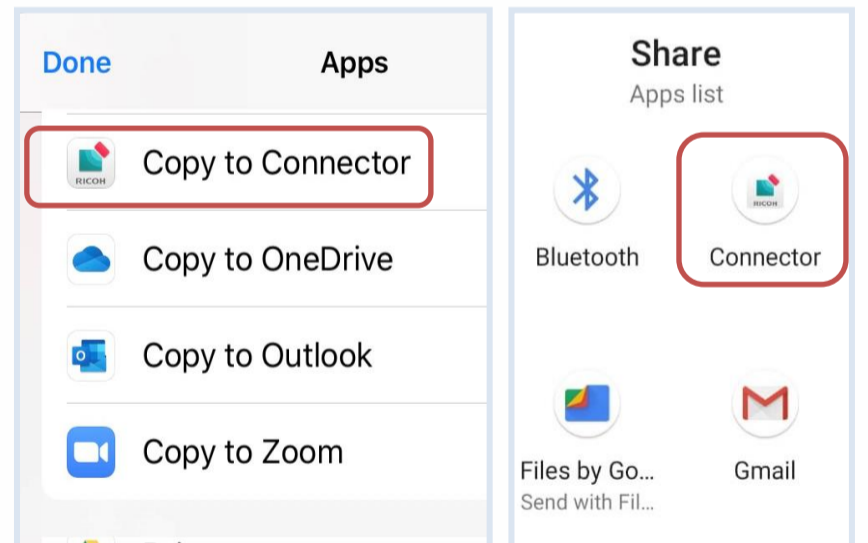 Done
Apps
RICOH
Copy to Connector
Copy to OneDrive
Copy to Outlook
Copy to Zoom
Share
Apps list
Bluetooth
RICOH
Connector
Files by Go...
Send with Fil...
Gmail